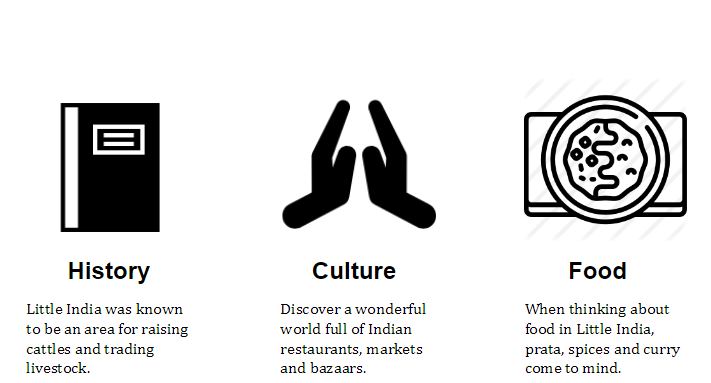 History
Little India was known
to be an area for raising
cattles and trading
livestock.
Culture
Discover a wonderful
world full of Indian
restaurants, markets
and bazaars.
Food
When thinking about
food in Little India,
prata, spices and curry
come to mind.